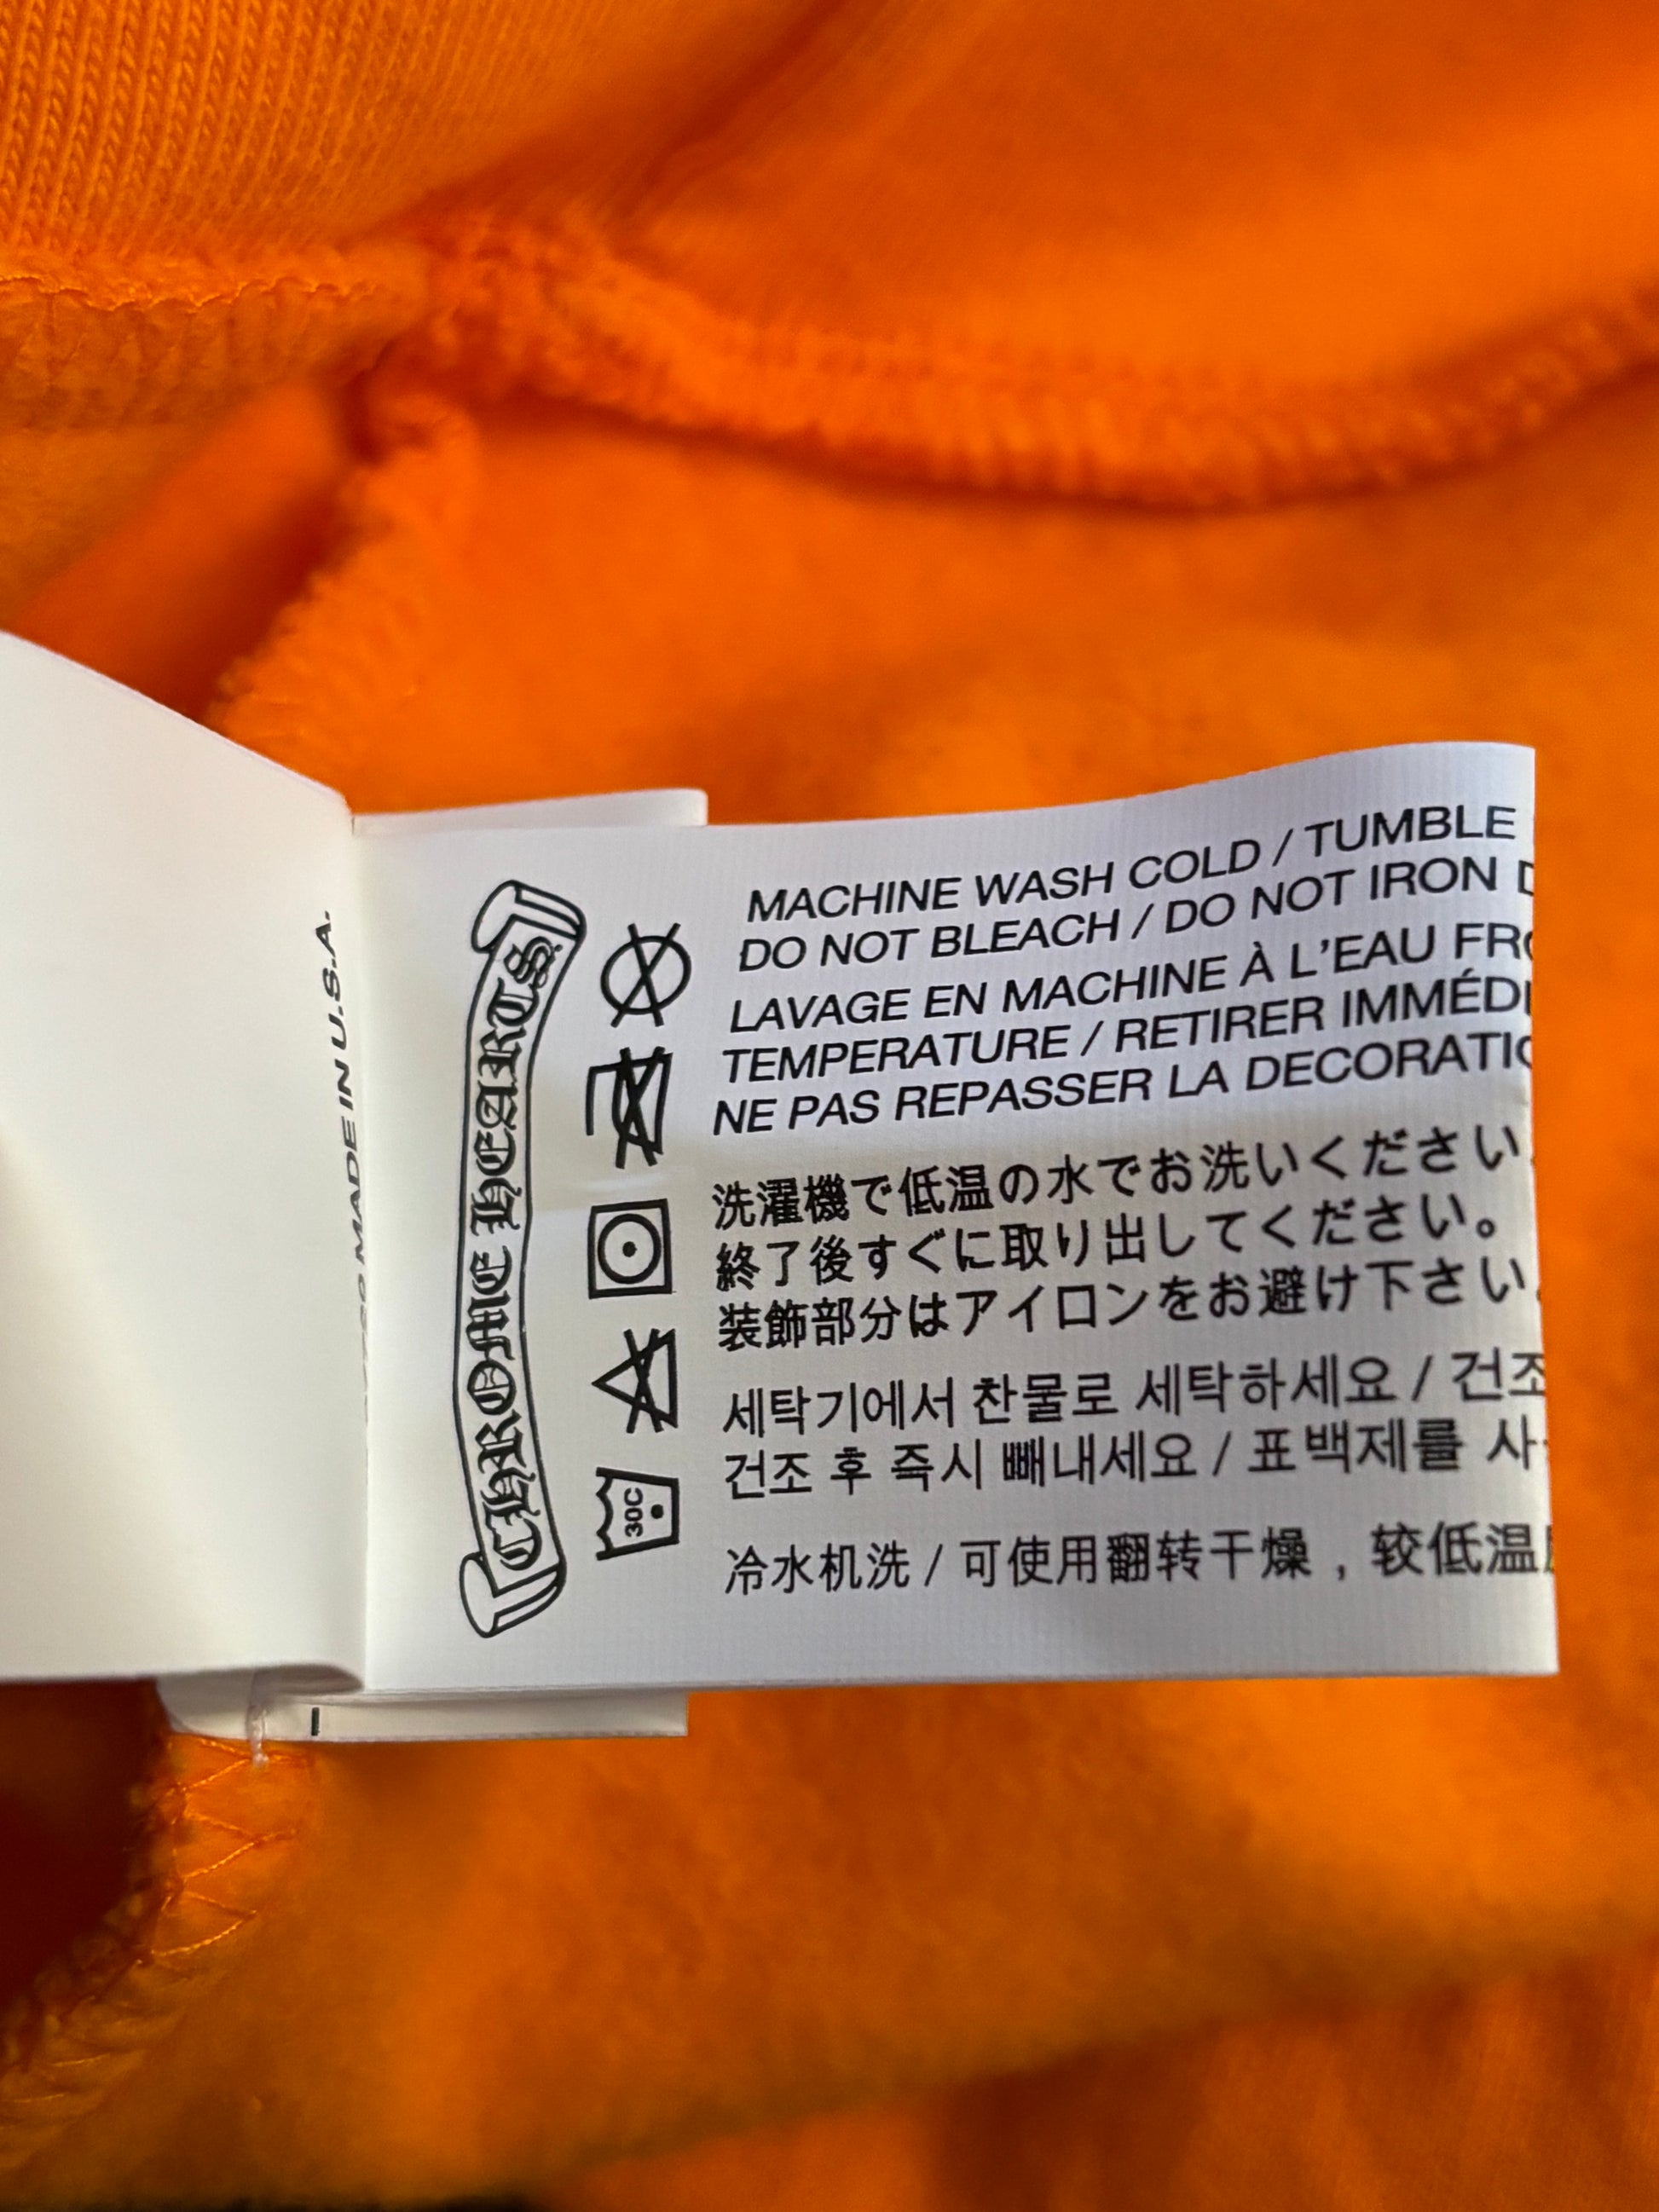 MADE IN U.S.A.
CHROME HEARTS
30C
MACHINE WASH COLD / TUMBLE
DO NOT BLEACH / DO NOT IRON
LAVAGE EN MACHINE À L'EAU
TEMPERATURE / RETIRER
NE PAS REPASSER LA
洗濯機で低温の水でお洗いください
終了後すぐに取り出してください。
装飾部分はアイロンをお避け下さい
세탁기에서 찬물로 세탁하세요 / 건조
건조 후 즉시 빼내세요 / 표백제를
冷水机洗 / 可使用翻转干燥，较低温